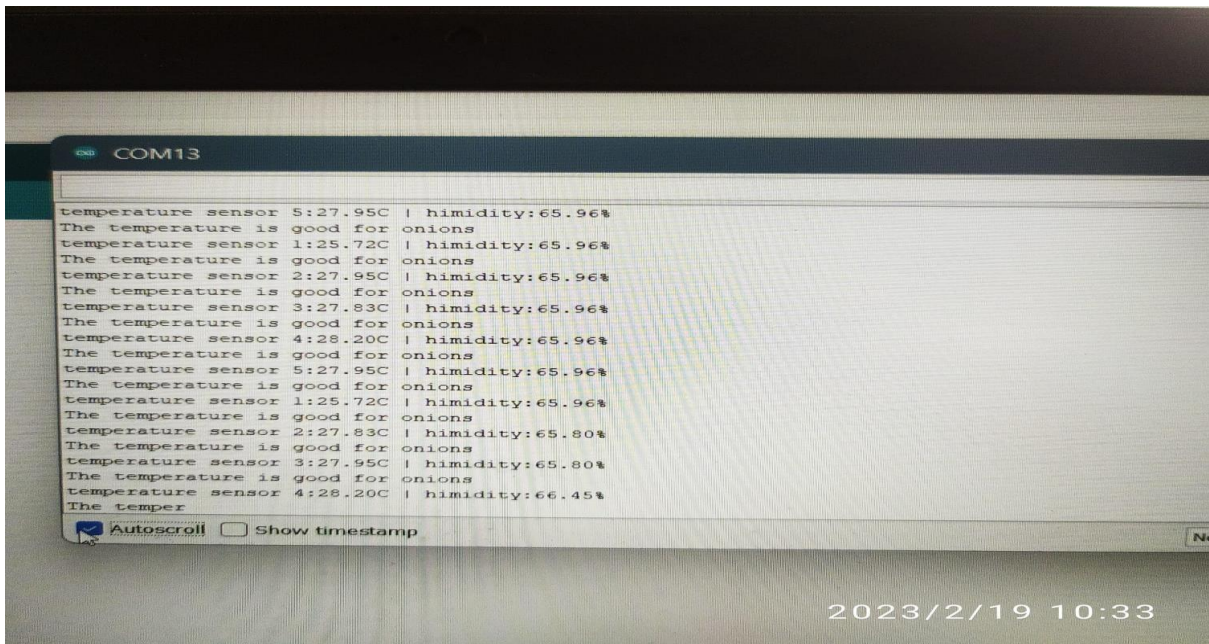 COM13
temperature sensor 5:27.95C | himidity:65.96%
The temperature is good for onions
temperature sensor 1:25.72C | himidity:65.96%
The temperature is good for onions
temperature sensor 2:27.95C | himidity:65.96%
The temperature is good for onions
temperature sensor 3:27.83C | himidity:65.96%
The temperature is good for onions
temperature sensor 4:28.20C | himidity:65.96%
The temperature is good for onions
temperature sensor 5:27.95C | himidity:65.96%
The temperature is good for onions
temperature sensor 1:25.72C | himidity:65.96%
The temperature is good for onions
temperature sensor 2:27.83C | himidity:65.80%
The temperature is good for onions
temperature sensor 3:27.95C | himidity:65.80%
The temperature is good for onions
temperature sensor 4:28.20C | himidity:66.45%
The temper
Autoscroll Show timestamp
2023/2/19 10:33